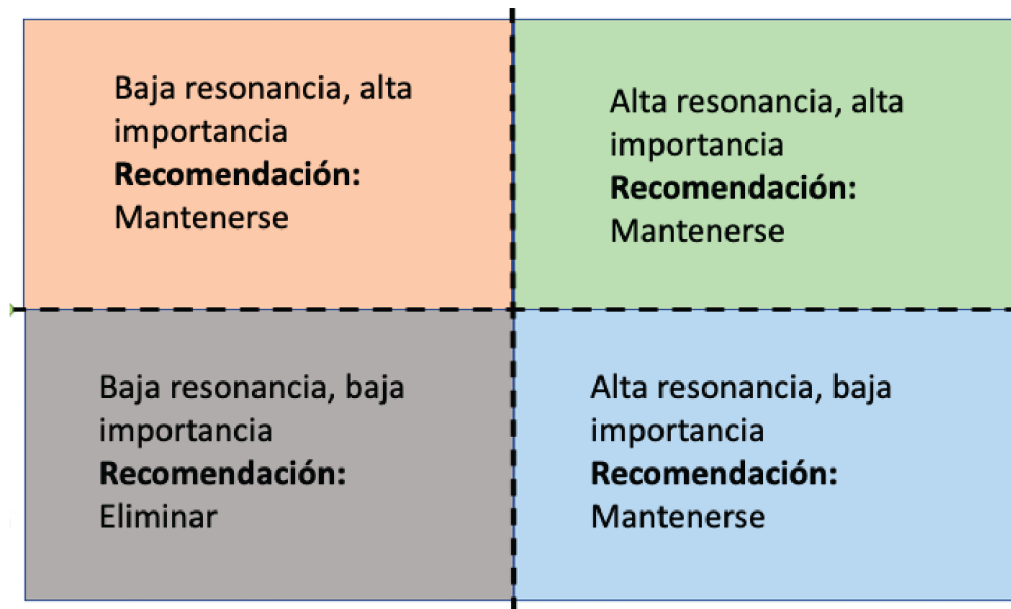 Baja resonancia, alta
importancia
Recomendación:
Mantenerse
Alta resonancia, alta
importancia
Recomendación:
Mantenerse
Baja resonancia, baja
importancia
Recomendación:
Eliminar
Alta resonancia, baja
importancia
Recomendación:
Mantenerse